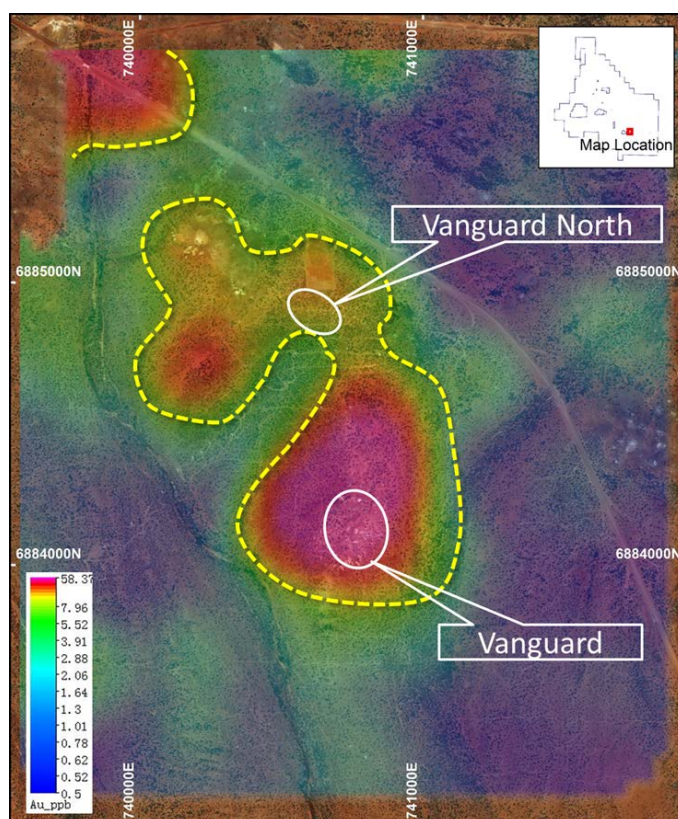 740000E
741000E
Map Location
Vanguard North
6885000N
6885000N
6884000N
6884000N
58.37
7.96
5.52
3.91
2.88
2.06
1.64
1.3
1.01
0.78
0.62
0.52
0.5
Au_ppb
Vanguard
740000E
741000E